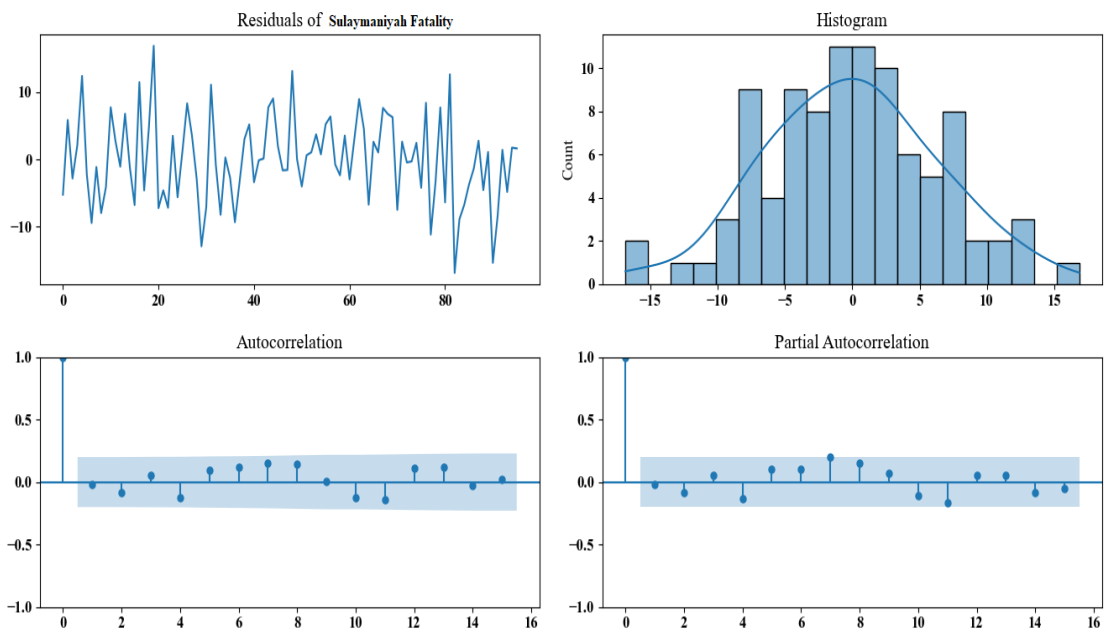 Residuals of Sulaymaniyah Fatality
10
0
−10
0 20 40 60 80
Histogram
Count
10
8
6
4
2
0
−15 −10 −5 0 5 10 15
Autocorrelation
1.0
0.5
0.0
−0.5
−1.0
0 2 4 6 8 10 12 14 16
Partial Autocorrelation
1.0
0.5
0.0
−0.5
−1.0
0 2 4 6 8 10 12 14 16